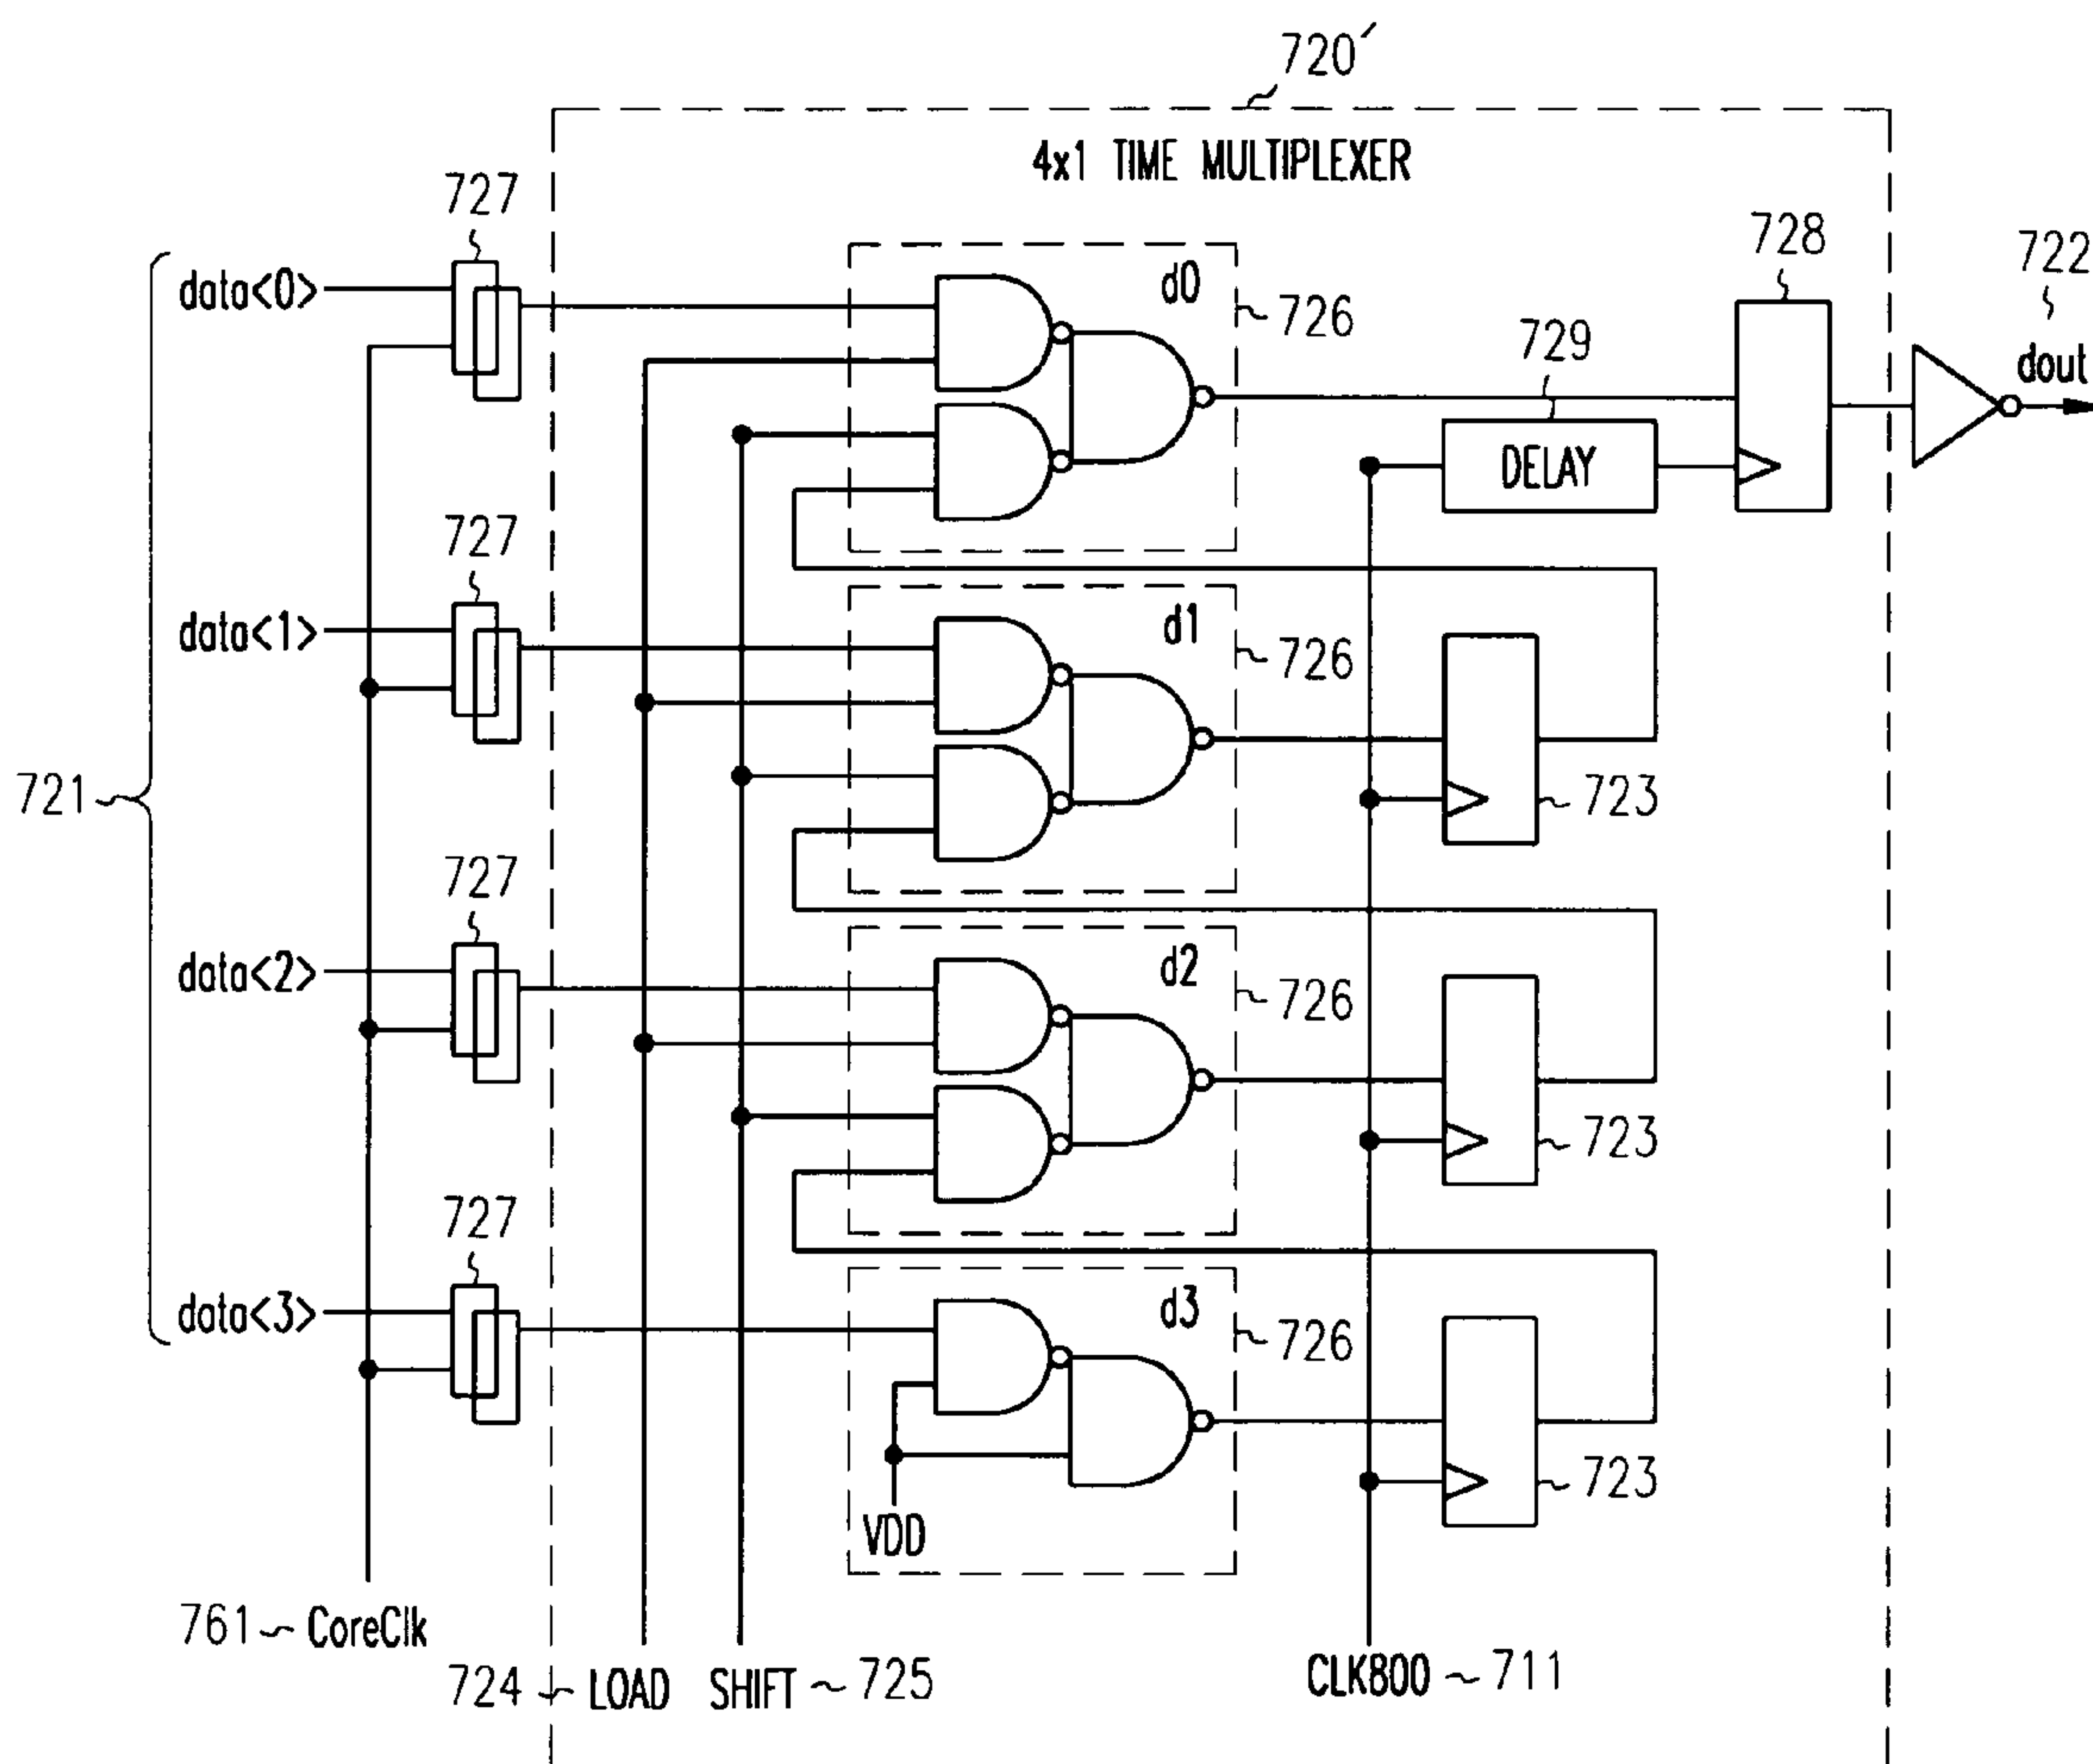 720′
4x1 TIME MULTIPLEXER
727
728
722
data<0>
d0
726
729
dout
DELAY
727
data<1>
d1
726
721
723
727
data<2>
d2
726
723
727
data<3>
d3
726
723
VDD
761 CoreClk
724 LOAD SHIFT 725
CLK800 711